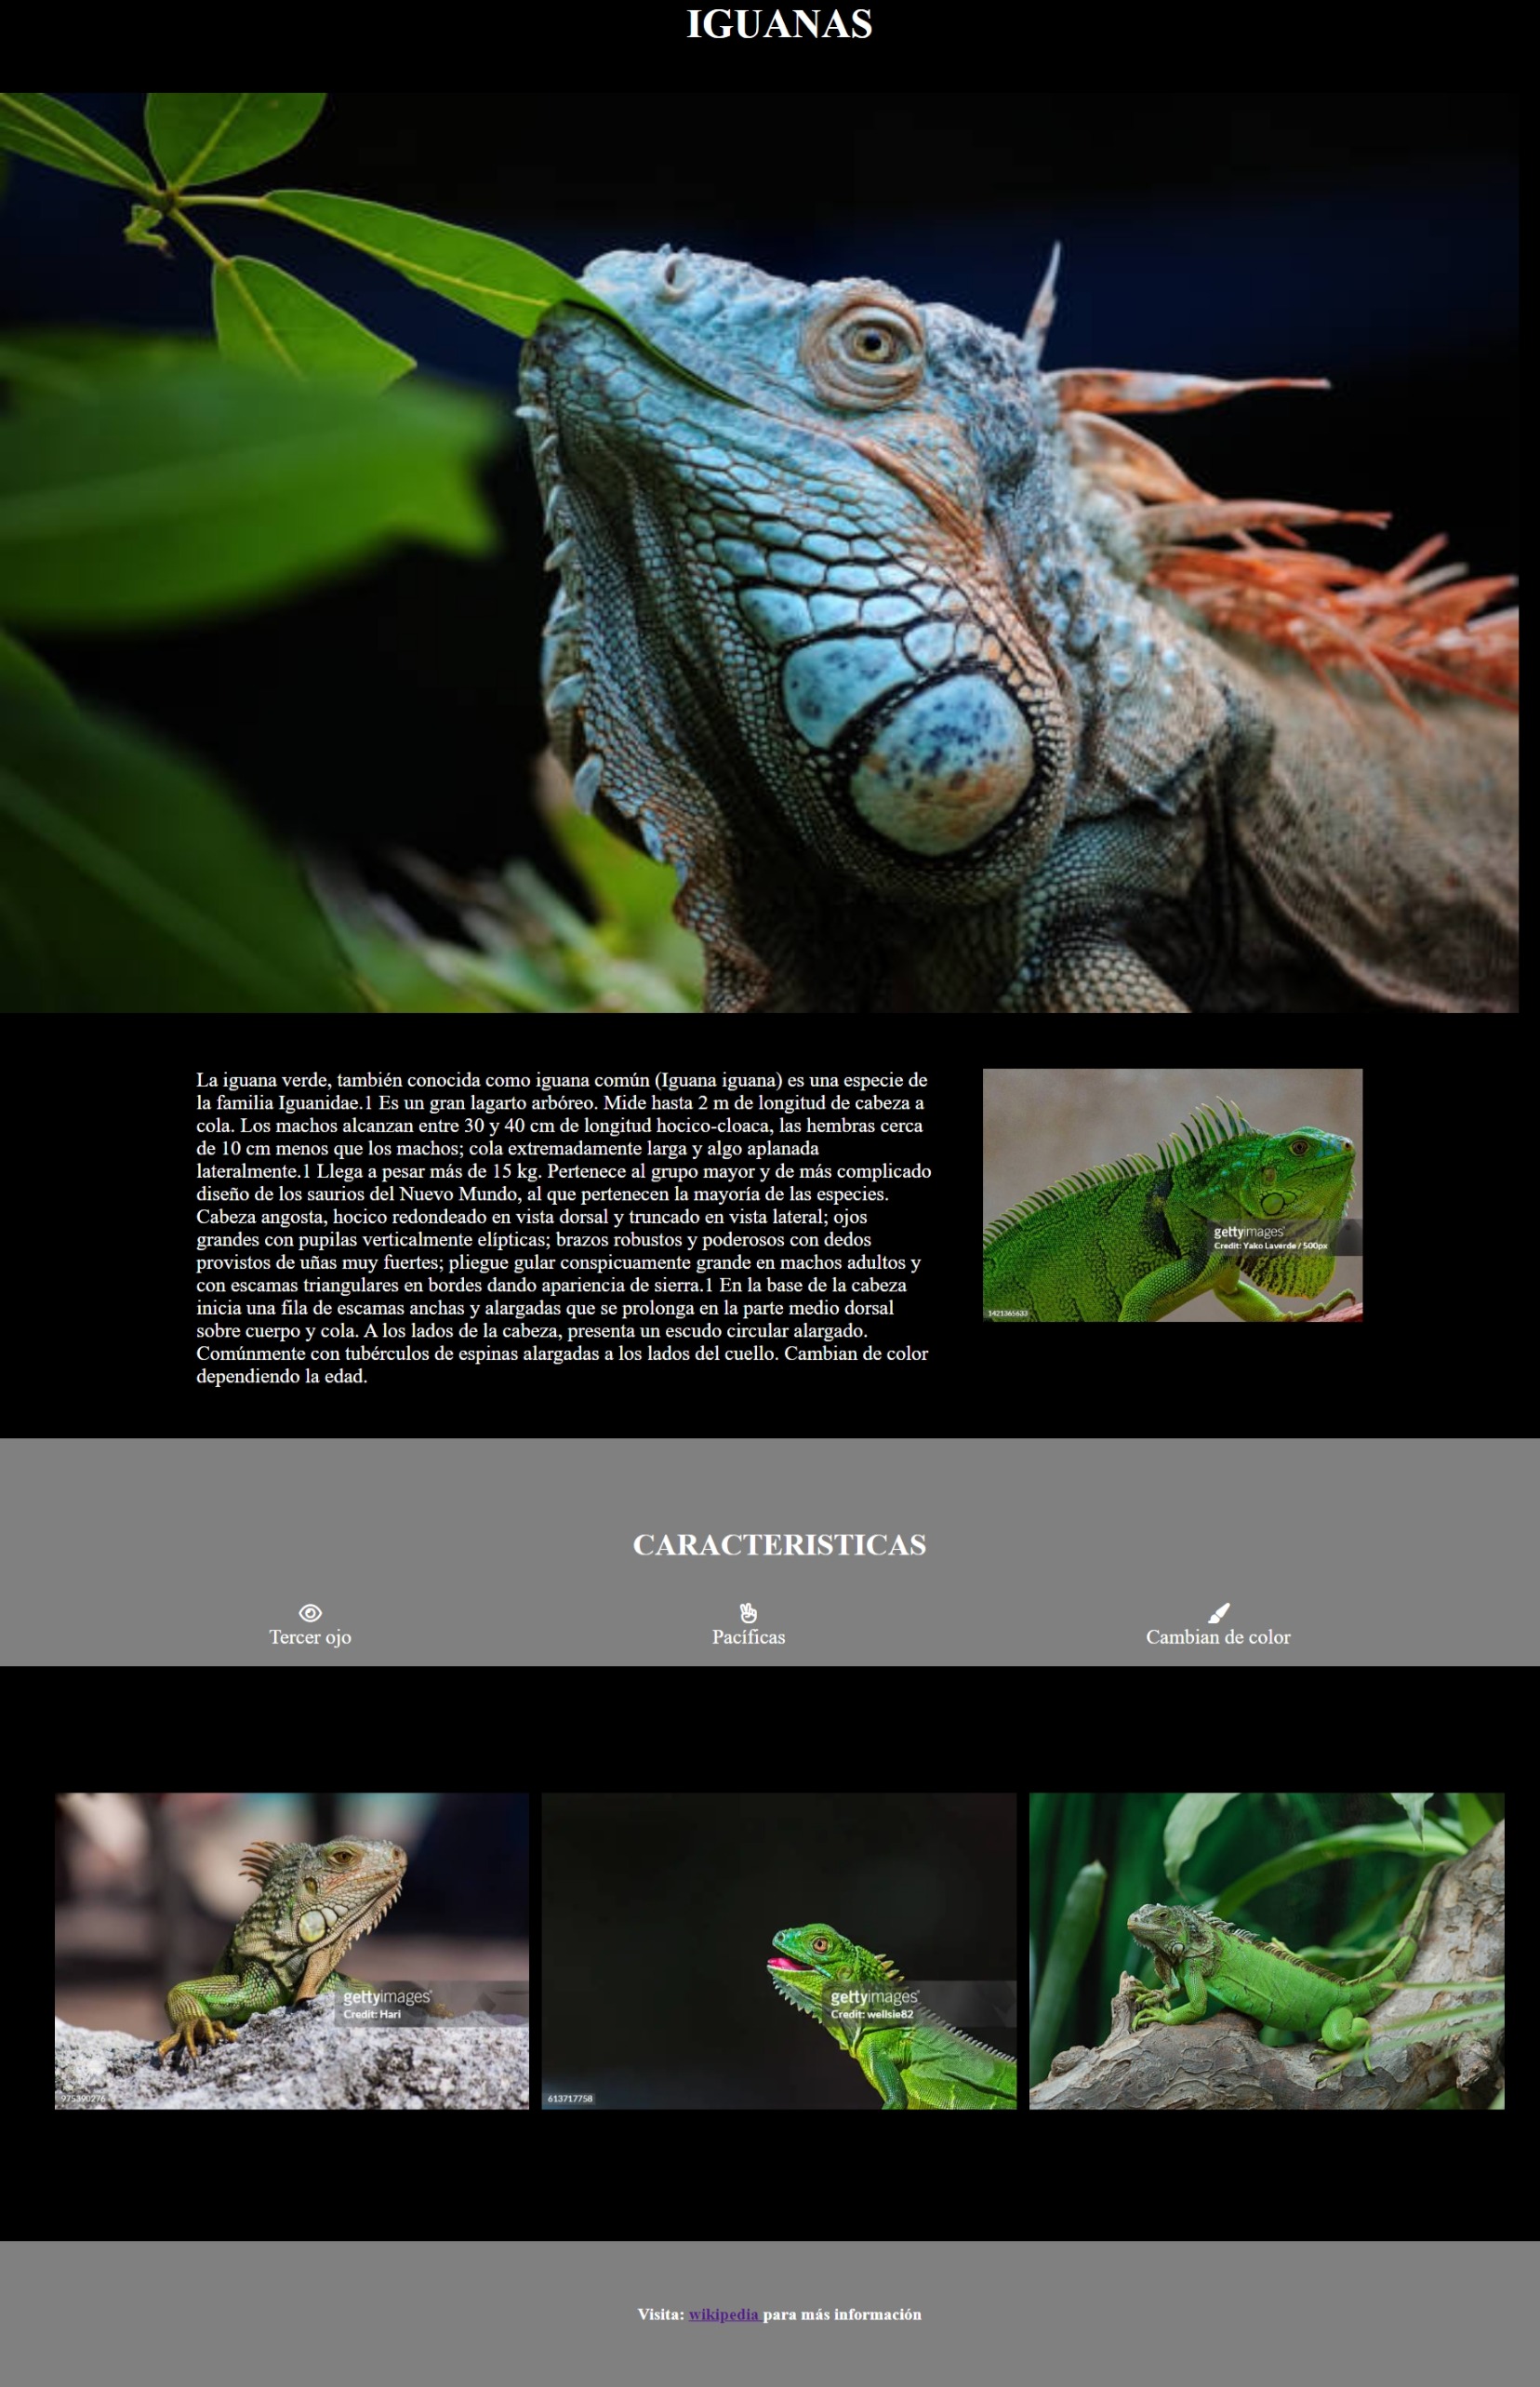 IGUANAS
La iguana verde, también conocida como iguana común (Iguana iguana) es una especie de
la familia Iguanidae.1 Es un gran lagarto arbóreo. Mide hasta 2 m de longitud de cabeza a
cola. Los machos alcanzan entre 30 y 40 cm de longitud hocico-cloaca, las hembras cerca
de 10 cm menos que los machos; cola extremadamente larga y algo aplanada
lateralmente.1 Llega a pesar más de 15 kg. Pertenece al grupo mayor y de más complicado
diseño de los saurios del Nuevo Mundo, al que pertenecen la mayoría de las especies.
Cabeza angosta, hocico redondeado en vista dorsal y truncado en vista lateral; ojos
grandes con pupilas verticalmente elípticas; brazos robustos y poderosos con dedos
provistos de uñas muy fuertes; pliegue gular conspicuamente grande en machos adultos y
con escamas triangulares en bordes dando apariencia de sierra.1 En la base de la cabeza
inicia una fila de escamas anchas y alargadas que se prolonga en la parte medio dorsal
sobre cuerpo y cola. A los lados de la cabeza, presenta un escudo circular alargado.
Comúnmente con tubérculos de espinas alargadas a los lados del cuello. Cambian de color
dependiendo la edad.
gettyimages
Credit: Yako Laverde / 500px
1421365633
CARACTERISTICAS
Tercer ojo
Pacíficas
Cambian de color
gettyimages
Credit: Hari
975390276
gettyimages
Credit: wellsie82
613717758
Visita: wikipedia para más información